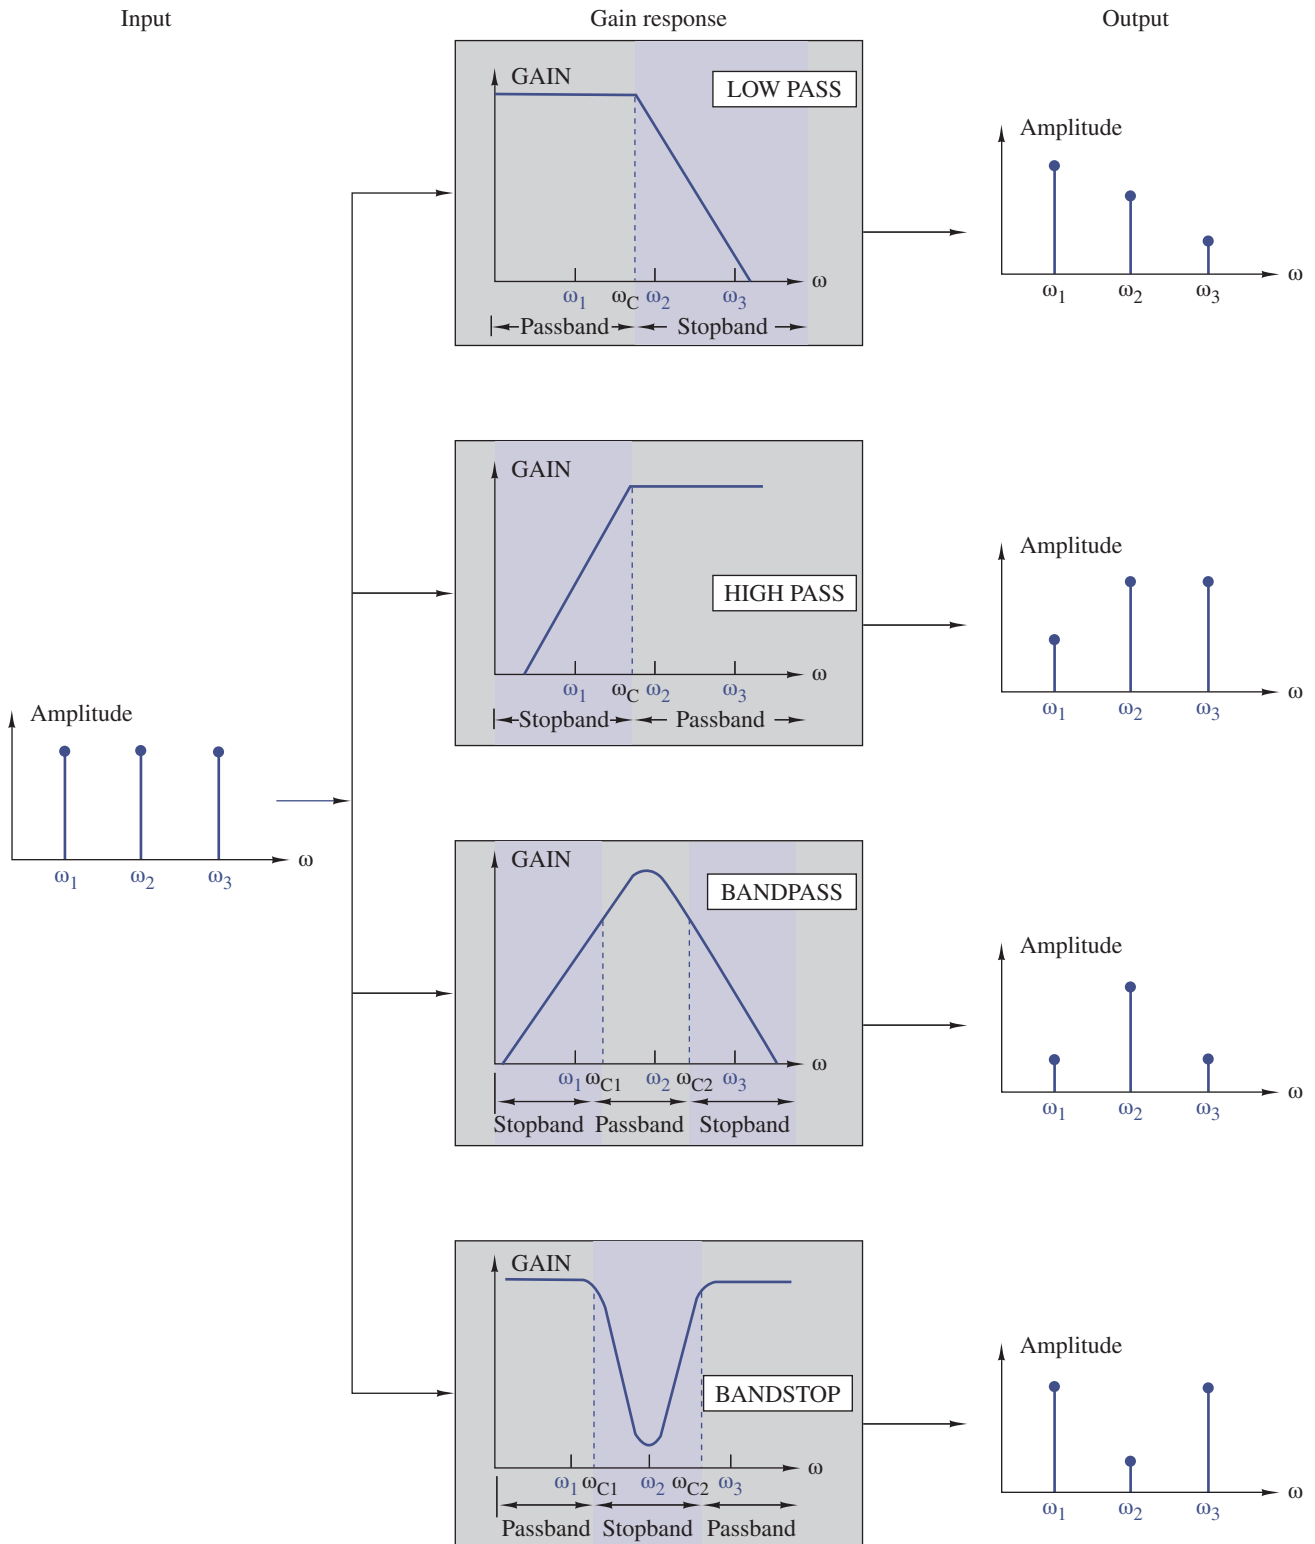 Input
Gain response
Output
GAIN
LOW PASS
ω
ω1 ωC ω2 ω3
Passband Stopband
Amplitude
ω
ω1 ω2 ω3
GAIN
HIGH PASS
ω
ω1 ωC ω2 ω3
Stopband Passband
Amplitude
ω
ω1 ω2 ω3
Amplitude
ω
ω1 ω2 ω3
GAIN
BANDPASS
ω
ω1 ωC1 ω2 ωC2 ω3
Stopband Passband Stopband
Amplitude
ω
ω1 ω2 ω3
GAIN
BANDSTOP
ω
ω1 ωC1 ω2 ωC2 ω3
Passband Stopband Passband
Amplitude
ω
ω1 ω2 ω3